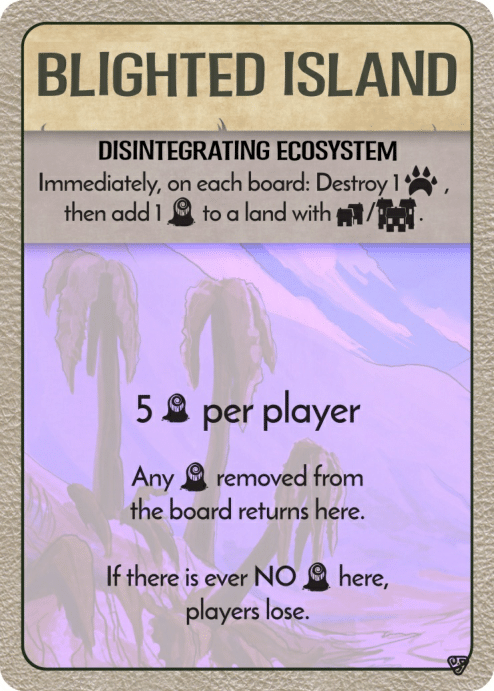 BLIGHTED ISLAND
DISINTEGRATING ECOSYSTEM
Immediately, on each board: Destroy 1 ,
then add 1 to a land with / .
5 per player
Any removed from
the board returns here.
If there is ever NO here,
players lose.